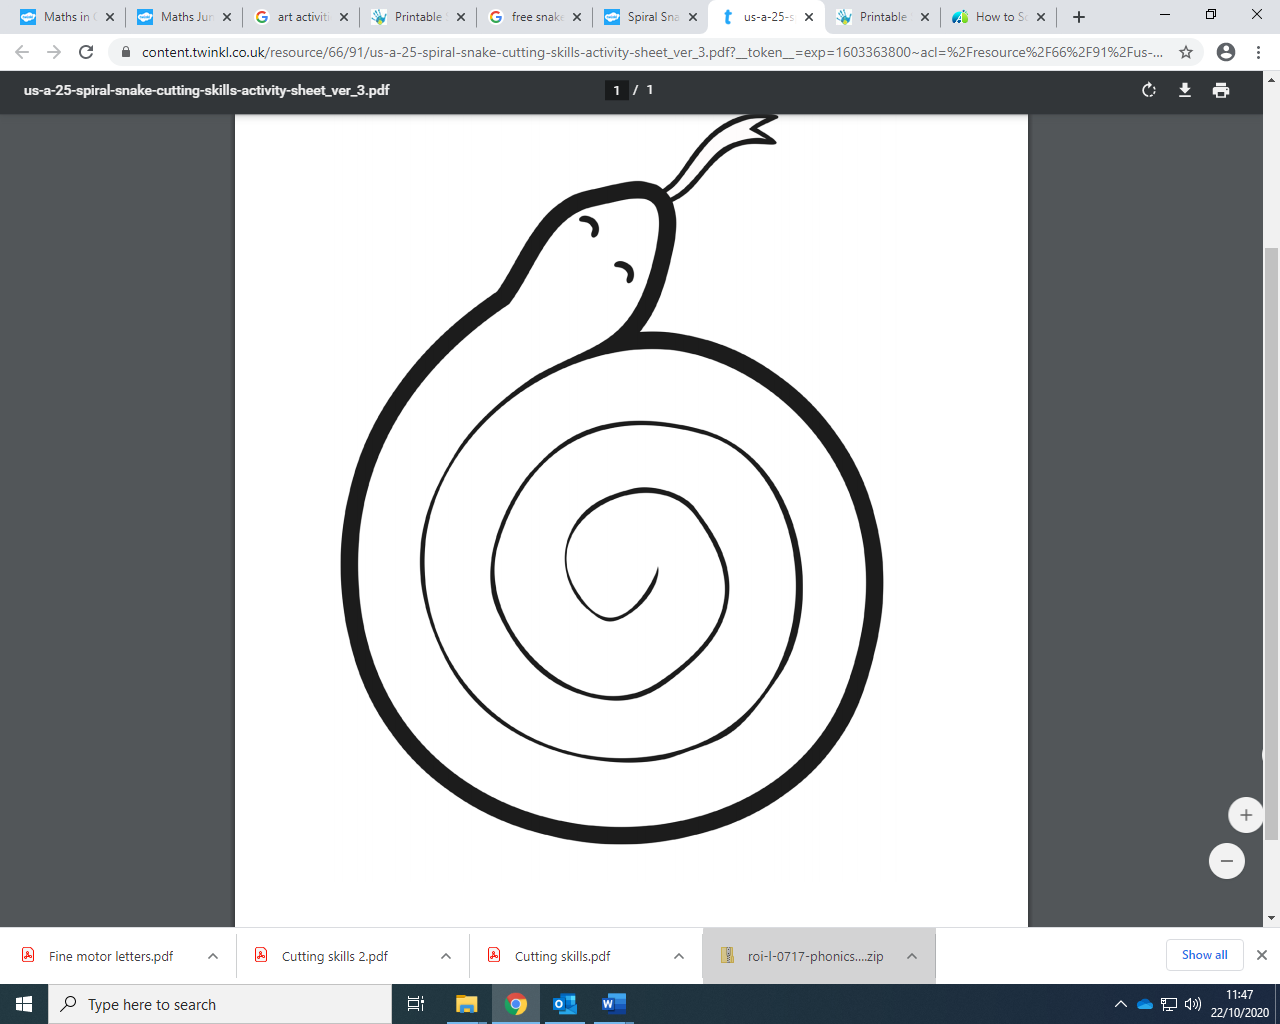 Maths in
Maths Ju
art activiti
Printable
free snake
Spiral Sna
us-a-25-s
Printable
How to S
content.twinkl.co.uk/resource/66/91/us-a-25-spiral-snake-cutting-skills-activity-sheet_ver_3.pdf?__token__=exp=1603363800~acl=%2Fresource%2F66%2F91%2Fus-...
us-a-25-spiral-snake-cutting-skills-activity-sheet_ver_3.pdf
1 / 1
Fine motor letters.pdf
Cutting skills 2.pdf
Cutting skills.pdf
roi-l-0717-phonics....zip
Show all
Type here to search
11:47
22/10/2020